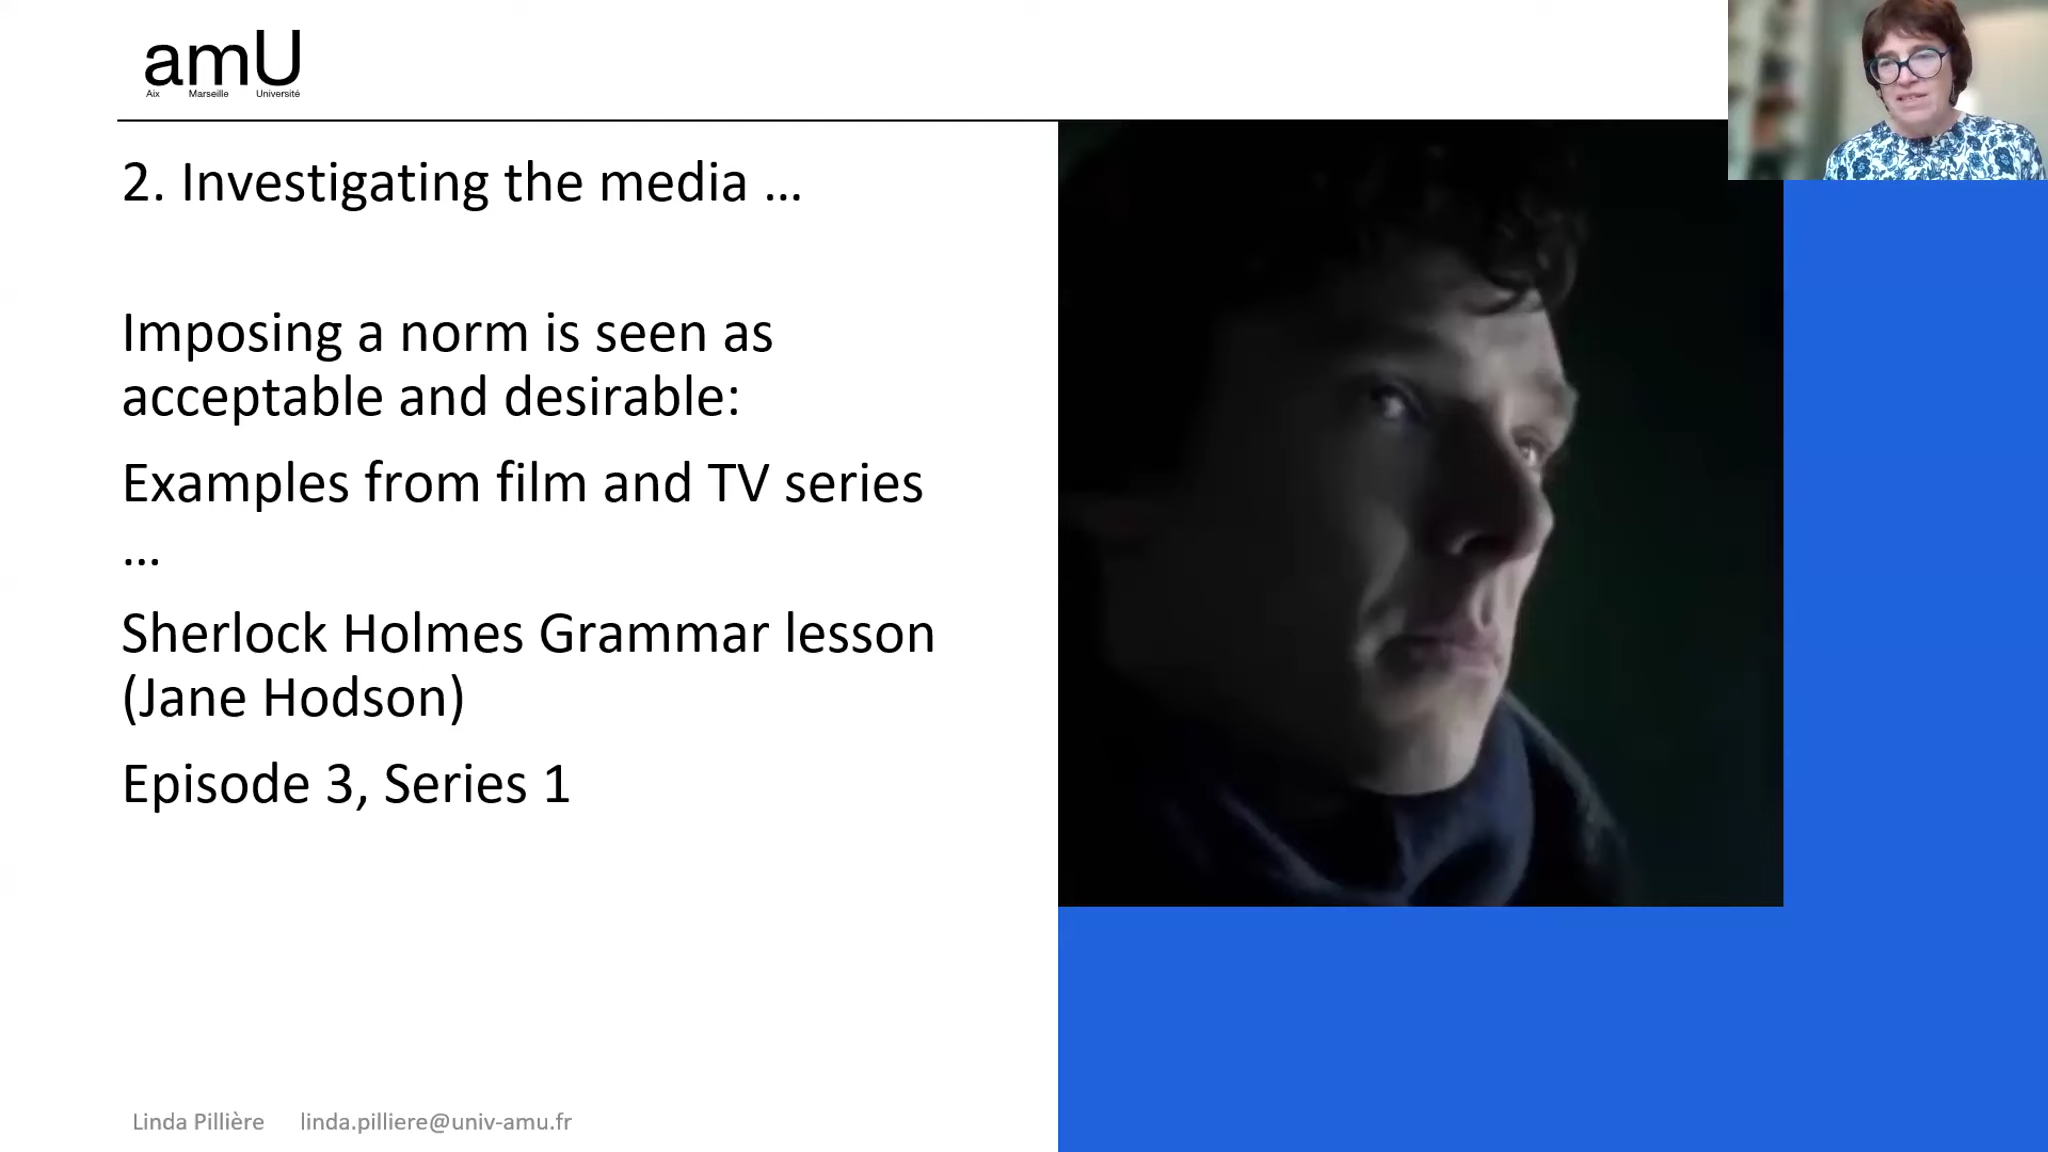 amU
Aix Marseille Université
2. Investigating the media ...
Imposing a norm is seen as
acceptable and desirable:
Examples from film and TV series
...
Sherlock Holmes Grammar lesson
(Jane Hodson)
Episode 3, Series 1
Linda Pillière linda.pilliere@univ-amu.fr